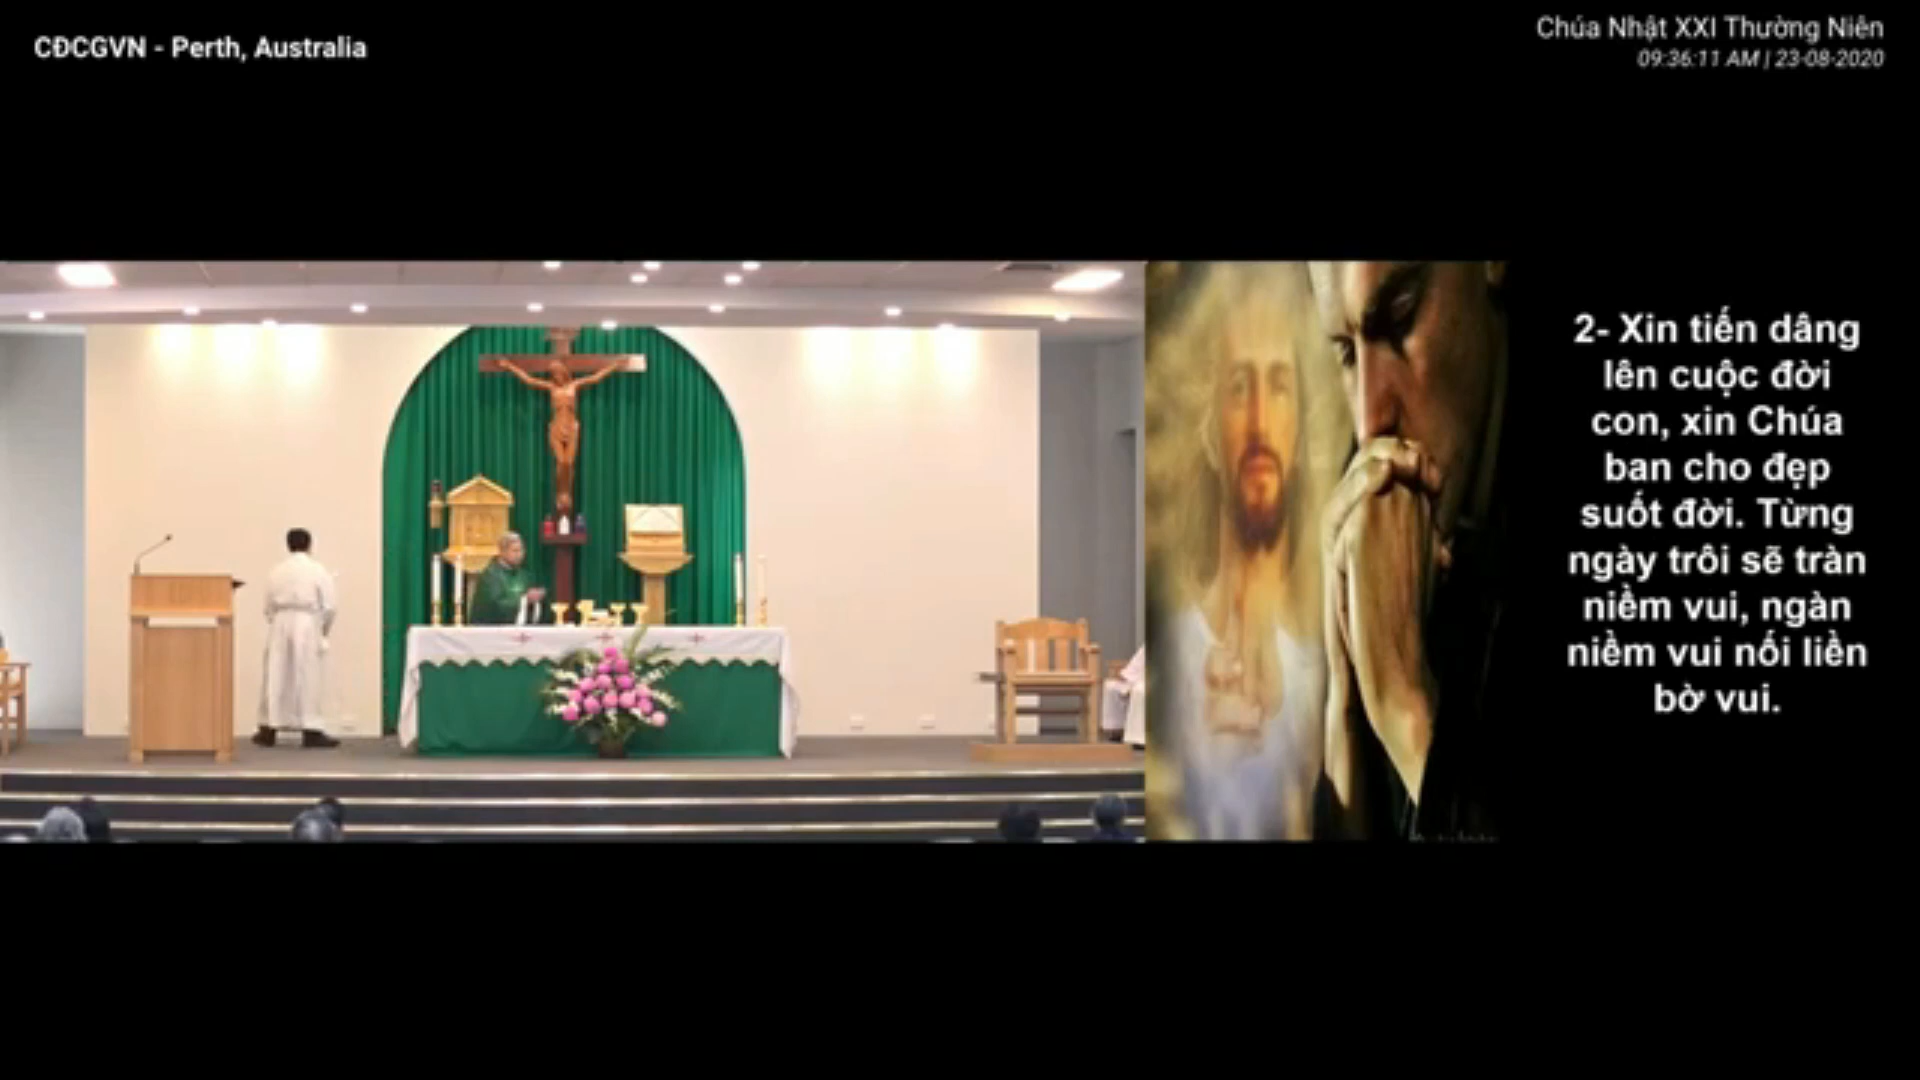 CĐCGVN - Perth, Australia
Chúa Nhật XXI Thường Niên
09:36:11 AM | 23-08-2020
2- Xin tiến dâng
lên cuộc đời
con, xin Chúa
ban cho đẹp
suốt đời. Từng
ngày trôi sẽ tràn
niềm vui, ngàn
niềm vui nối liền
bờ vui.